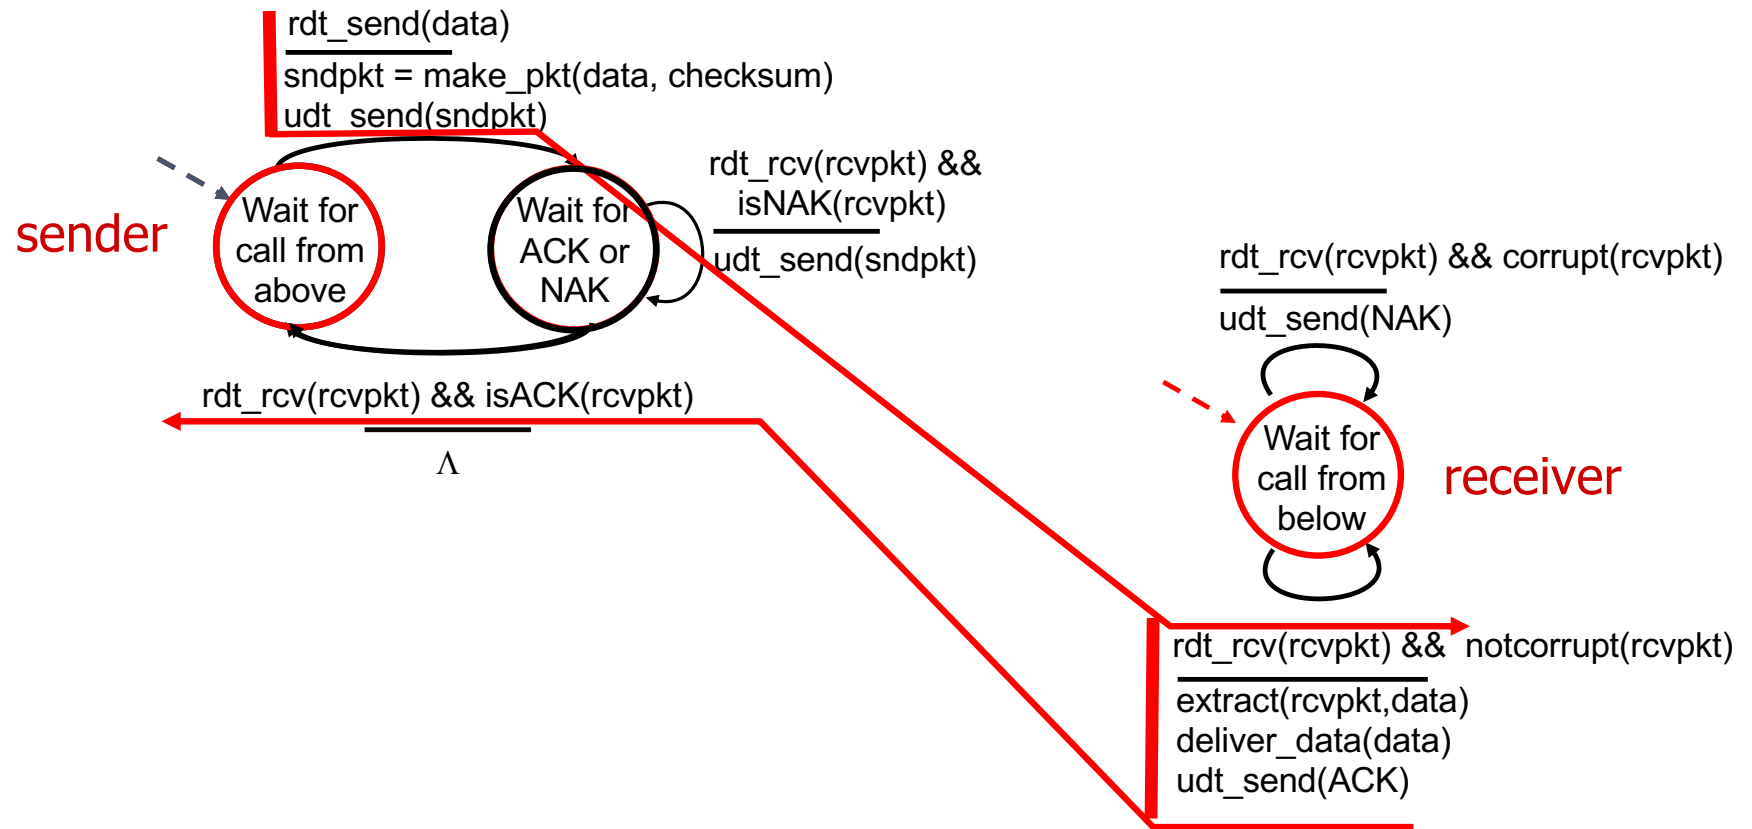 rdt_send(data)
sndpkt = make_pkt(data, checksum)
udt_send(sndpkt)
sender
Wait for
call from
above
Wait for
ACK or
NAK
rdt_rcv(rcvpkt) &&
isNAK(rcvpkt)
udt_send(sndpkt)
rdt_rcv(rcvpkt) && isACK(rcvpkt)
Λ
rdt_rcv(rcvpkt) && corrupt(rcvpkt)
udt_send(NAK)
Wait for
call from
below
receiver
rdt_rcv(rcvpkt) && notcorrupt(rcvpkt)
extract(rcvpkt,data)
deliver_data(data)
udt_send(ACK)